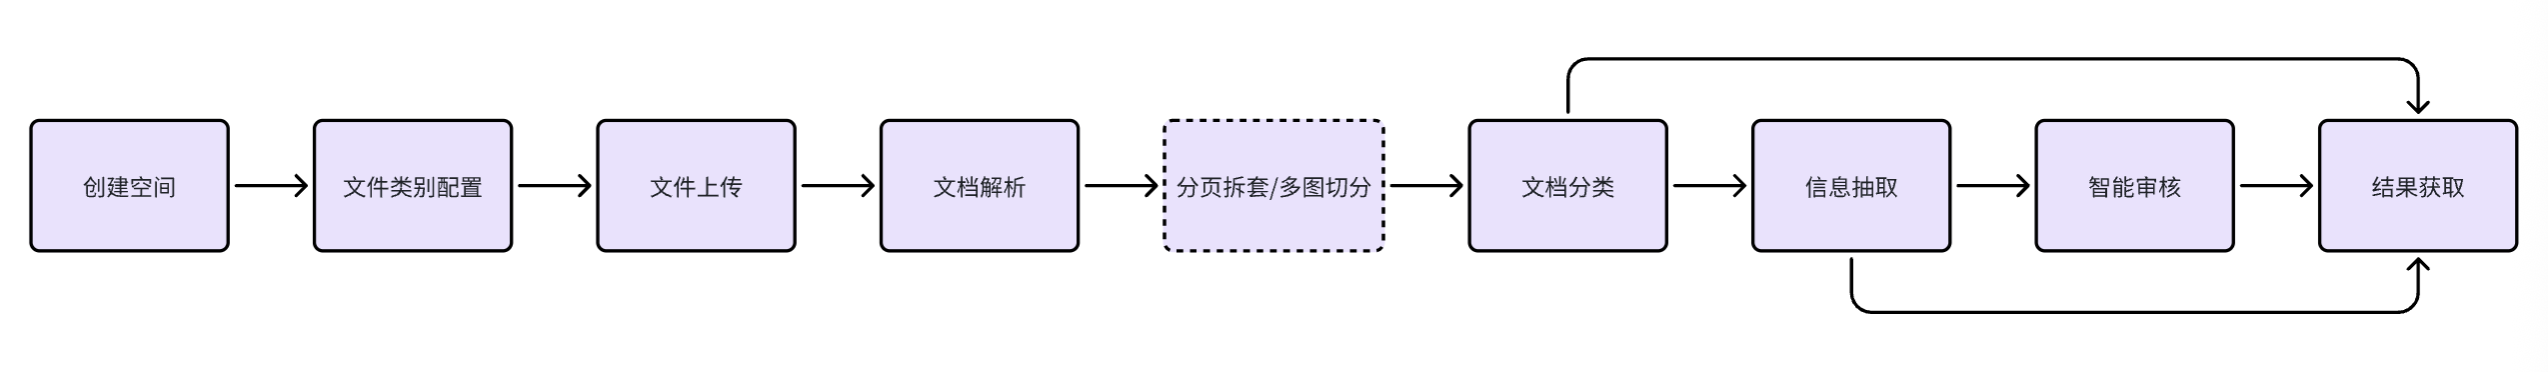 创建空间
文件类别配置
文件上传
文档解析
分页拆套/多图切分
文档分类
信息抽取
智能审核
结果获取